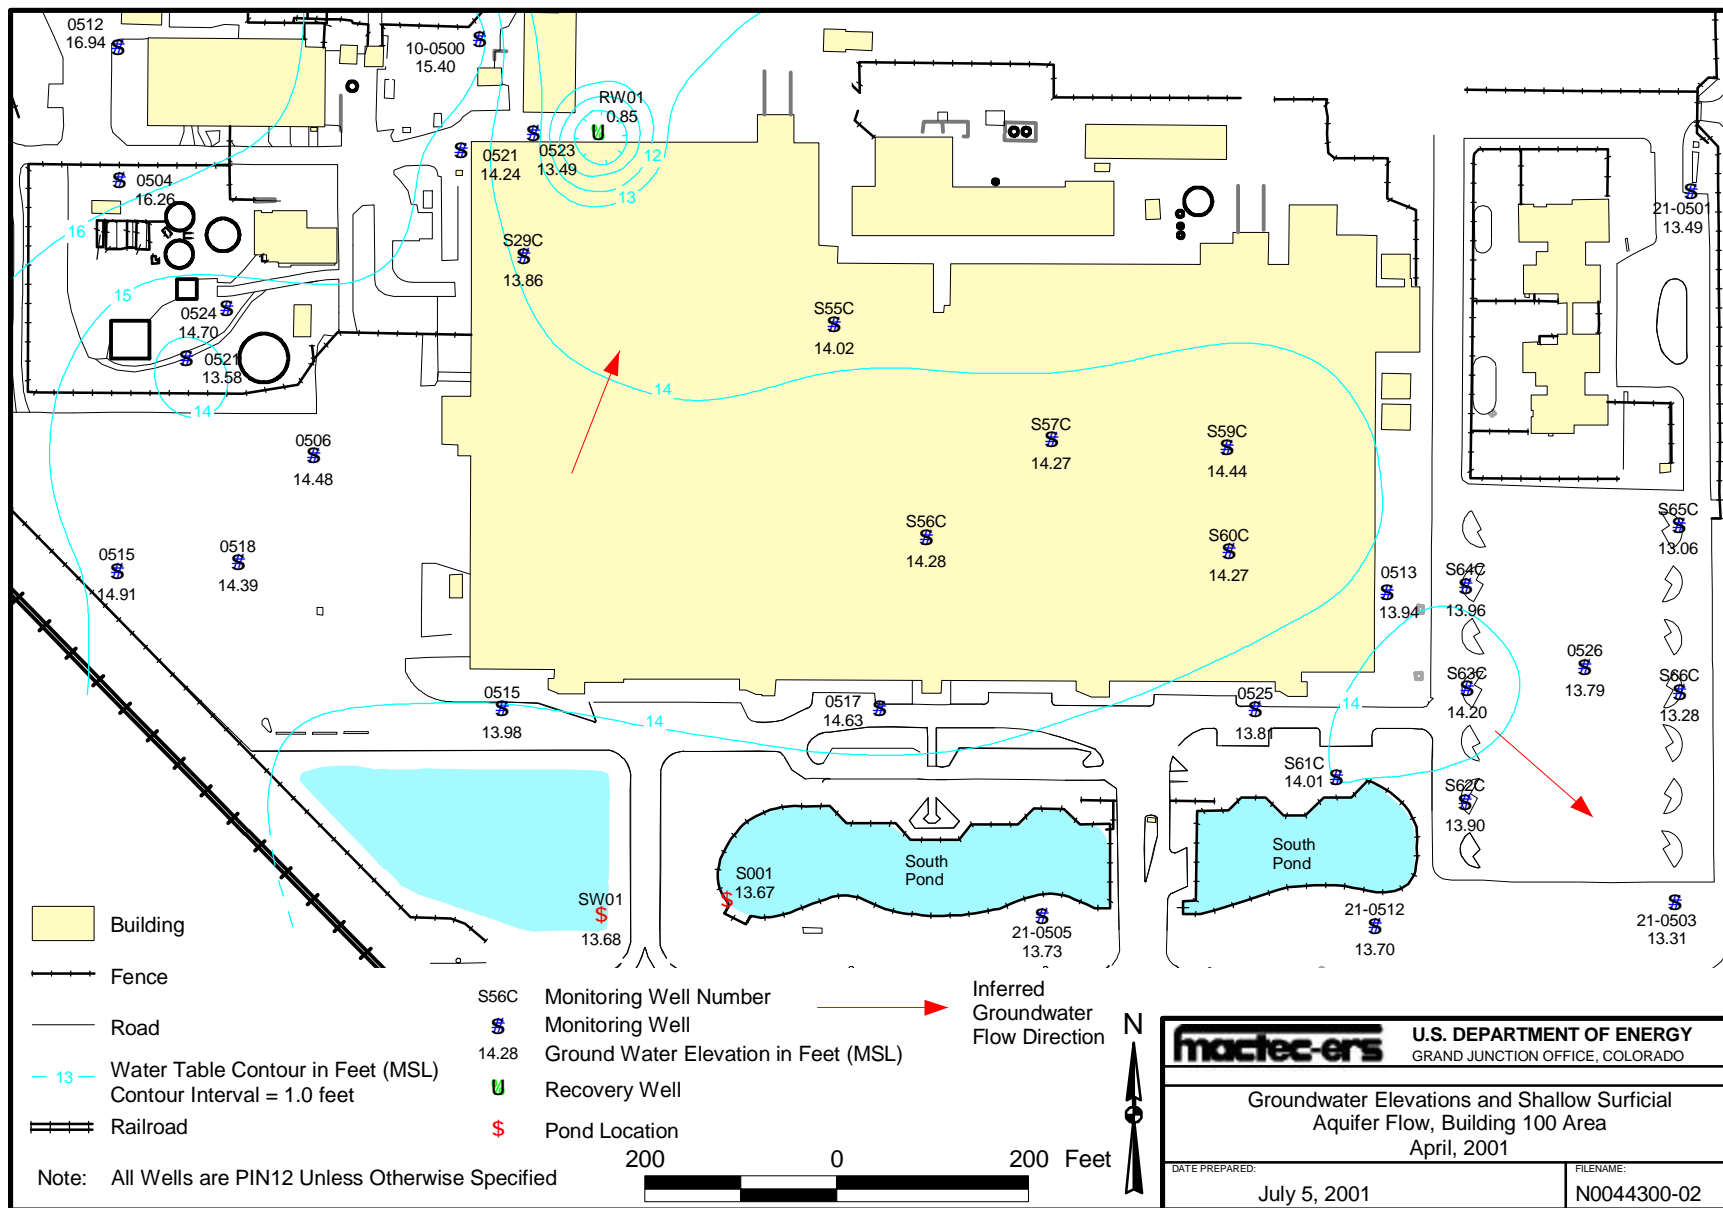 0512
16.94
10-0500
15.40
RW01
0.85
12
0521
14.24
0523
13.49
13
0504
16.26
16
21-0501
13.49
S29C
13.86
15
0524
14.70
S55C
14.02
0521
13.58
14
14
0506
14.48
S57C
14.27
S59C
14.44
S56C
14.28
S60C
14.27
S65C
13.06
0515
14.91
0518
14.39
0513
13.94
S64C
13.96
0526
13.79
S63C
14.20
S66C
13.28
0515
13.98
14
0517
14.63
0525
13.81
14
S61C
14.01
S62C
13.90
South
Pond
South
Pond
S001
13.67
SW01
13.68
21-0505
13.73
21-0512
13.70
21-0503
13.31
Building
Fence
Road
13
Water Table Contour in Feet (MSL)
Contour Interval = 1.0 feet
Railroad
S56C
Monitoring Well Number
Monitoring Well
14.28
Ground Water Elevation in Feet (MSL)
U
Recovery Well
$
Pond Location
Inferred
Groundwater
Flow Direction
Note: All Wells are PIN12 Unless Otherwise Specified
200 0 200 Feet
N
mactec-ers
U.S. DEPARTMENT OF ENERGY
GRAND JUNCTION OFFICE, COLORADO
Groundwater Elevations and Shallow Surficial
Aquifer Flow, Building 100 Area
April, 2001
DATE PREPARED:
July 5, 2001
FILENAME:
N0044300-02